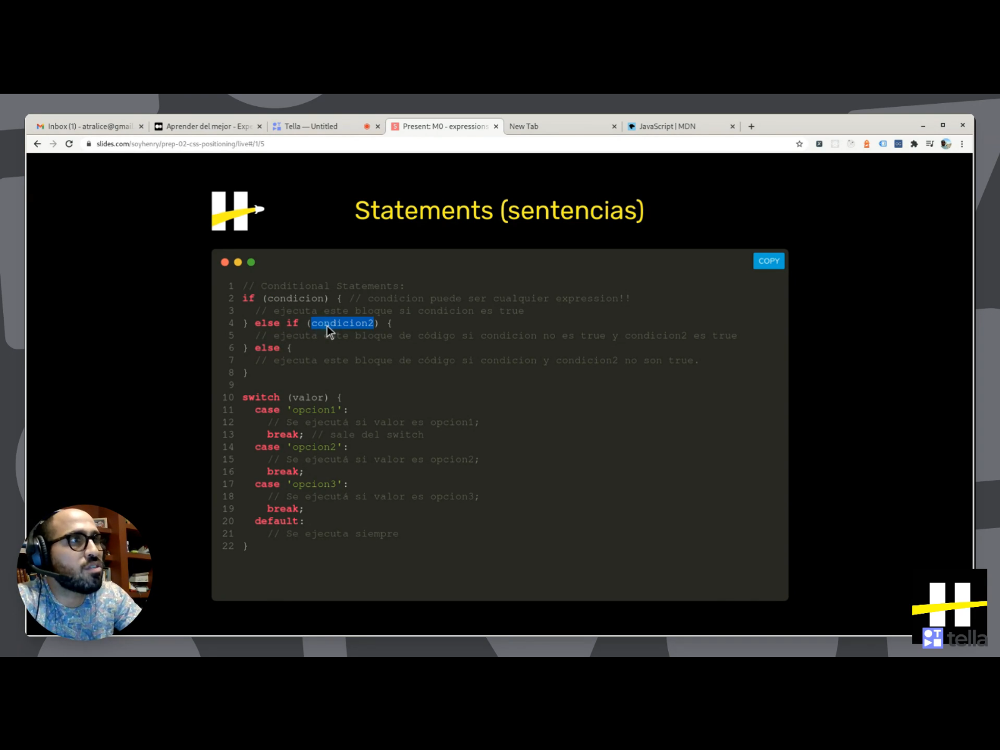 Inbox (1) - atralice@gmail
Aprender del mejor - Expo
Tella — Untitled
Present: M0 - expressions
New Tab
JavaScript | MDN
slides.com/soyhenry/prep-02-css-positioning/live#/1/5
Statements (sentencias)
COPY
1 // Conditional Statements:
2 if (condicion) { // condicion puede ser cualquier expression!!
3 // ejecuta este bloque si condicion es true
4 } else if (condicion2) {
5 // ejecuta este bloque de código si condicion no es true y condicion2 es true
6 } else {
7 // ejecuta este bloque de código si condicion y condicion2 no son true.
8 }
9
10 switch (valor) {
11 case 'opcion1':
12 // Se ejecutá si valor es opcion1;
13 break; // sale del switch
14 case 'opcion2':
15 // Se ejecutá si valor es opcion2;
16 break;
17 case 'opcion3':
18 // Se ejecutá si valor es opcion3;
19 break;
20 default:
21 // Se ejecuta siempre
22 }
tella